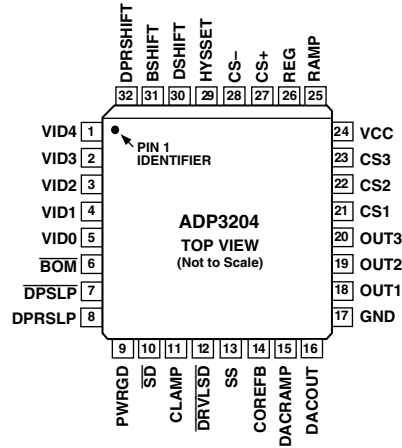 DPRSHIFT
BSHIFT
DSHIFT
HYSSET
CS–
CS+
REG
RAMP
32 31 30 29 28 27 26 25
VID4 1
VID3 2
VID2 3
VID1 4
VID0 5
BOM 6
DPSLP 7
DPRSLP 8
PIN 1
IDENTIFIER
ADP3204
TOP VIEW
(Not to Scale)
24 VCC
23 CS3
22 CS2
21 CS1
20 OUT3
19 OUT2
18 OUT1
17 GND
9 10 11 12 13 14 15 16
PWRGD
SD
CLAMP
DRVLSD
SS
COREFB
DACRAMP
DACOUT